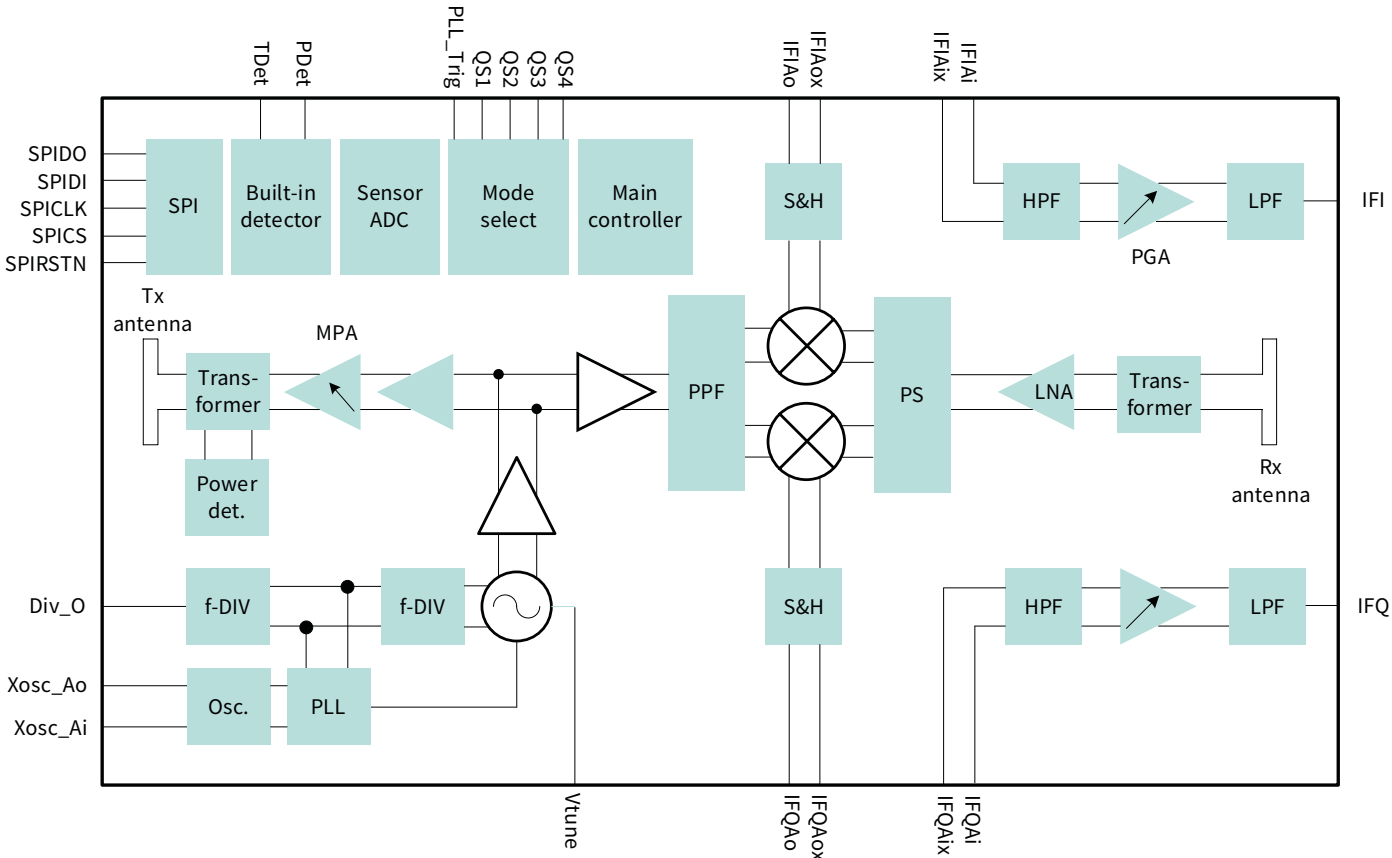 TDet
PDet
PLL_Trig
QS1
QS2
QS3
QS4
IFIAo
IFIAox
IFIAix
IFIAi
SPIDO
SPIDI
SPICLK
SPICS
SPIRSTN
SPI
Built-in
detector
Sensor
ADC
Mode
select
Main
controller
S&H
HPF
PGA
LPF
IFI
Tx
antenna
MPA
Trans-
former
Power
det.
PPF
PS
LNA
Trans-
former
Rx
antenna
Div_O
f-DIV
f-DIV
S&H
HPF
LPF
IFQ
Xosc_Ao
Xosc_Ai
Osc.
PLL
Vtune
IFQAo
IFQAox
IFQAix
IFQAi